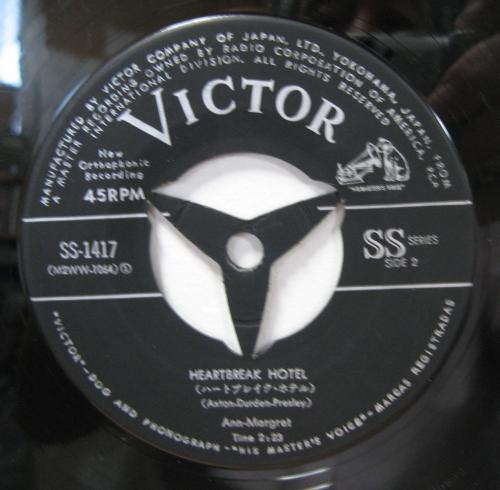 MANUFACTURED BY VICTOR COMPANY OF JAPAN, LTD. YOKOHAMA, JAPAN, FROM
A MASTER RECORDING OWNED BY RADIO CORPORATION OF AMERICA, RCA
INTERNATIONAL DIVISION. ALL RIGHTS RESERVED
VICTOR
New
Orthophonic
Recording
"HIS MASTER'S VOICE"
45RPM
SS-1417
SS SERIES
SIDE 2
HEARTBREAK HOTEL
(ハートブレイク・ホテル)
(Axton-Durden-Presley)
Ann-Margret
Time 2:23
"VICTOR"-DOG AND PHONOGRAPH-"HIS MASTER'S VOICE"-MARCAS REGISTRADAS